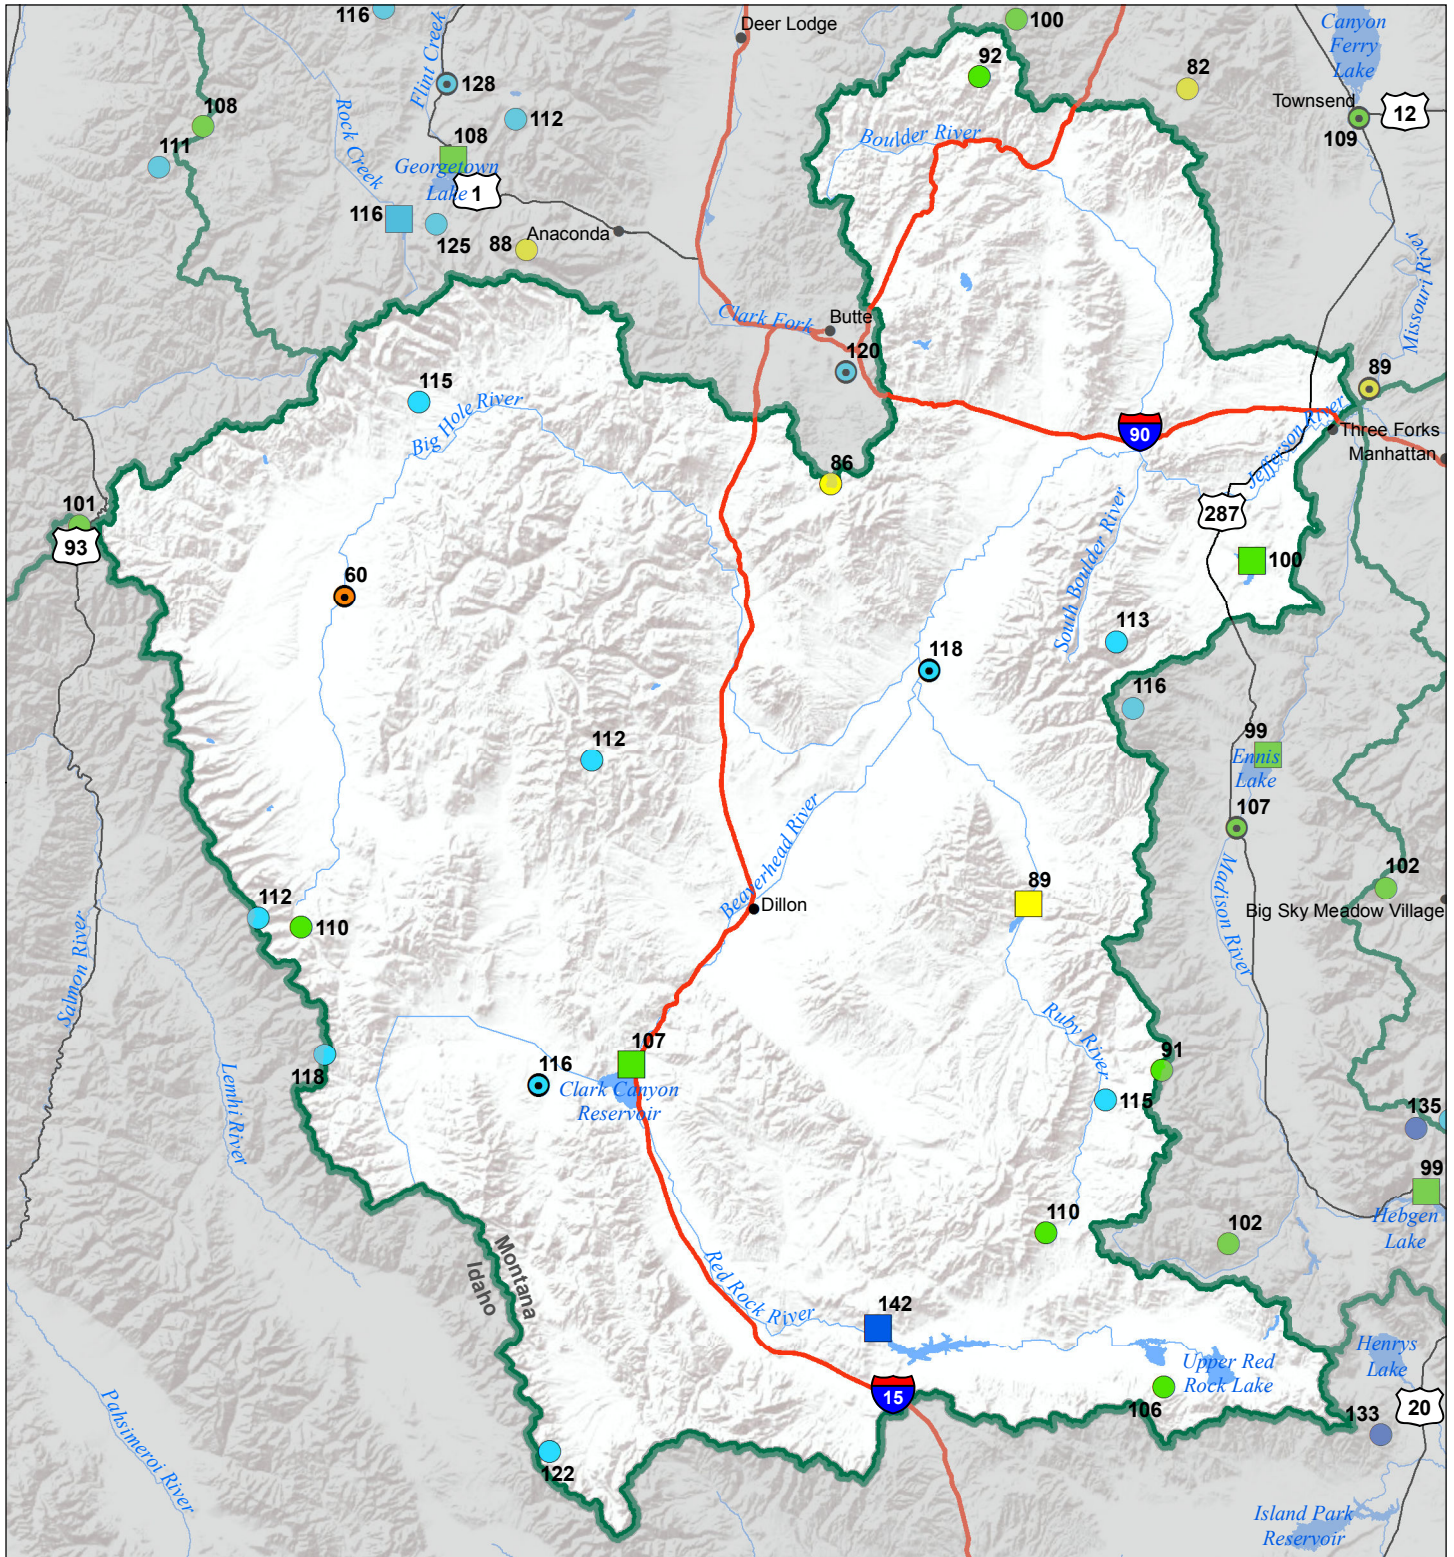 116
Deer Lodge
100
Canyon
Ferry
Lake
92
82
Flint Creek
128
Townsend
12
109
108
112
Rock Creek
108
Boulder River
111
Georgetown
Lake
1
116
125
88
Anaconda
Missouri River
Clark Fork
Butte
120
89
115
Big Hole River
90
Jefferson River
Three Forks
Manhattan
86
101
93
287
South Boulder River
100
60
113
118
116
99
Ennis
Lake
112
107
Beaverhead River
Madison River
102
89
Dillon
Big Sky Meadow Village
112
110
Salmon River
Ruby River
107
91
116
Clark Canyon
Reservoir
118
Lemhi River
115
135
99
Hebgen
Lake
110
102
Montana
Idaho
Red Rock River
142
Henrys
Lake
Upper Red
Rock Lake
15
106
20
133
Pahsimeroi River
122
Island Park
Reservoir